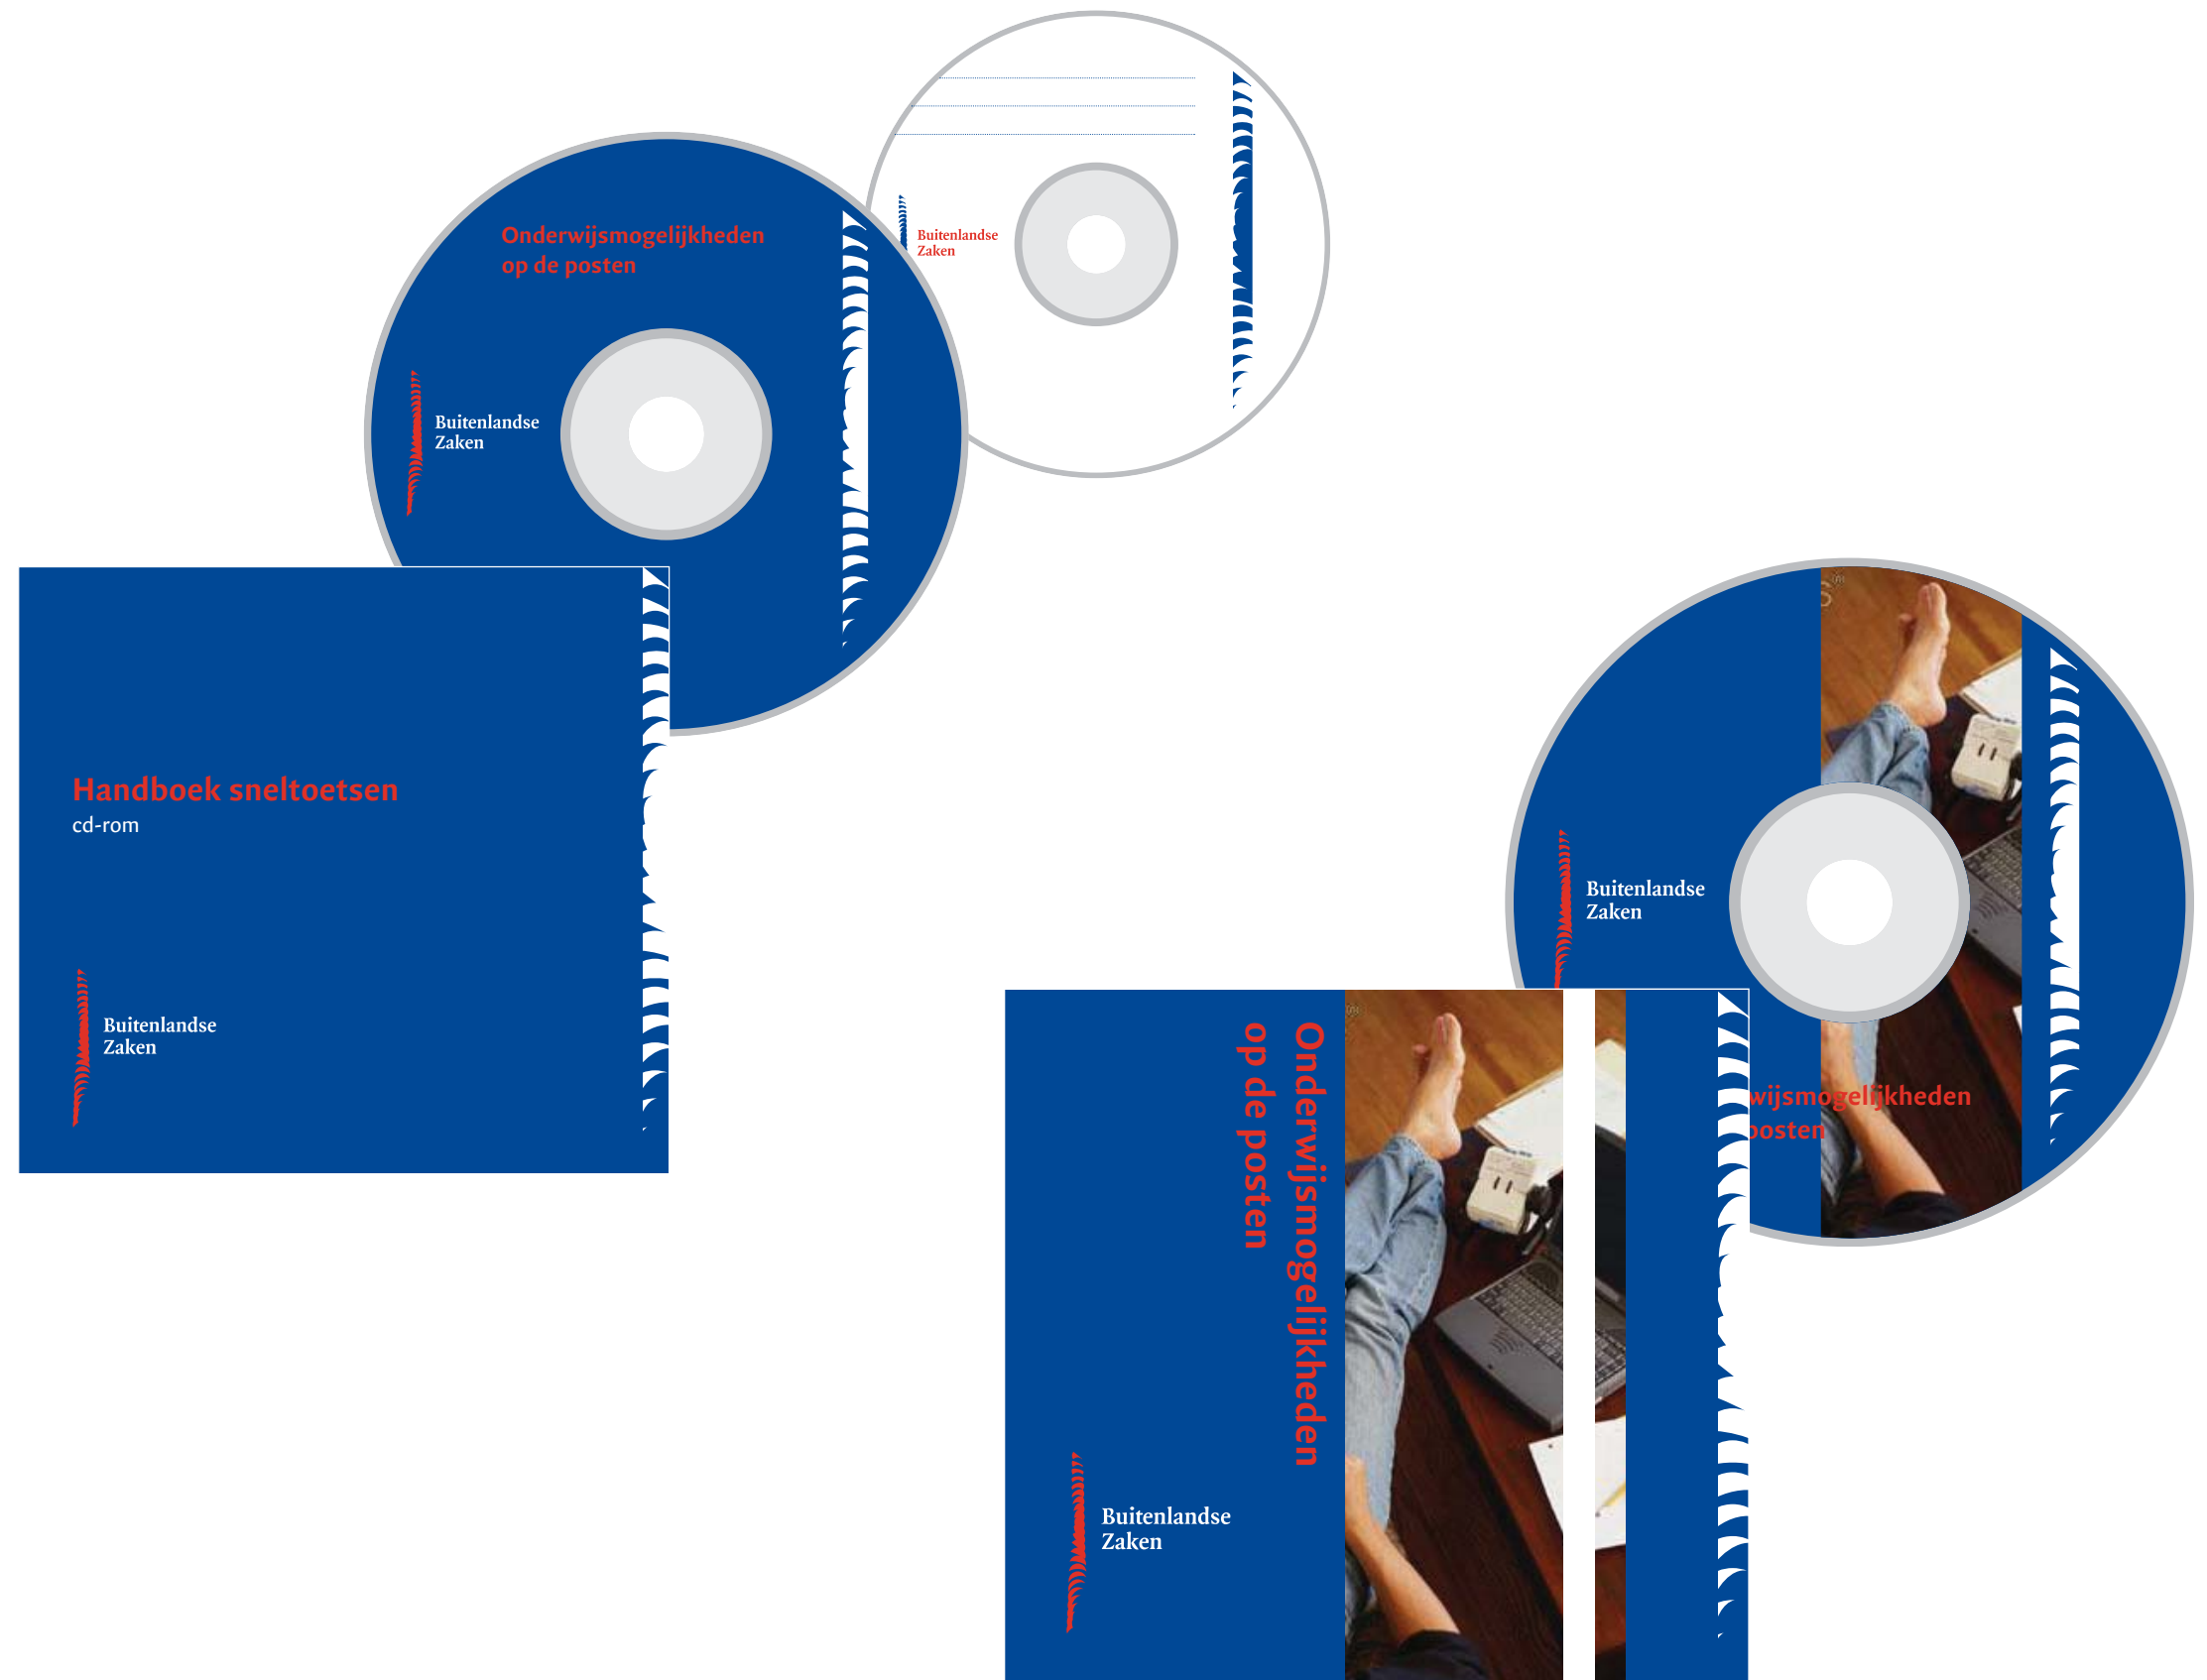 Buitenlandse
Zaken
Onderwijsmogelijkheden
op de posten
Buitenlandse
Zaken
Handboek sneltoetsen
cd-rom
Buitenlandse
Zaken
Buitenlandse
Zaken
wijsmogelijkheden
posten
Onderwijsmogelijkheden
op de posten
Buitenlandse
Zaken